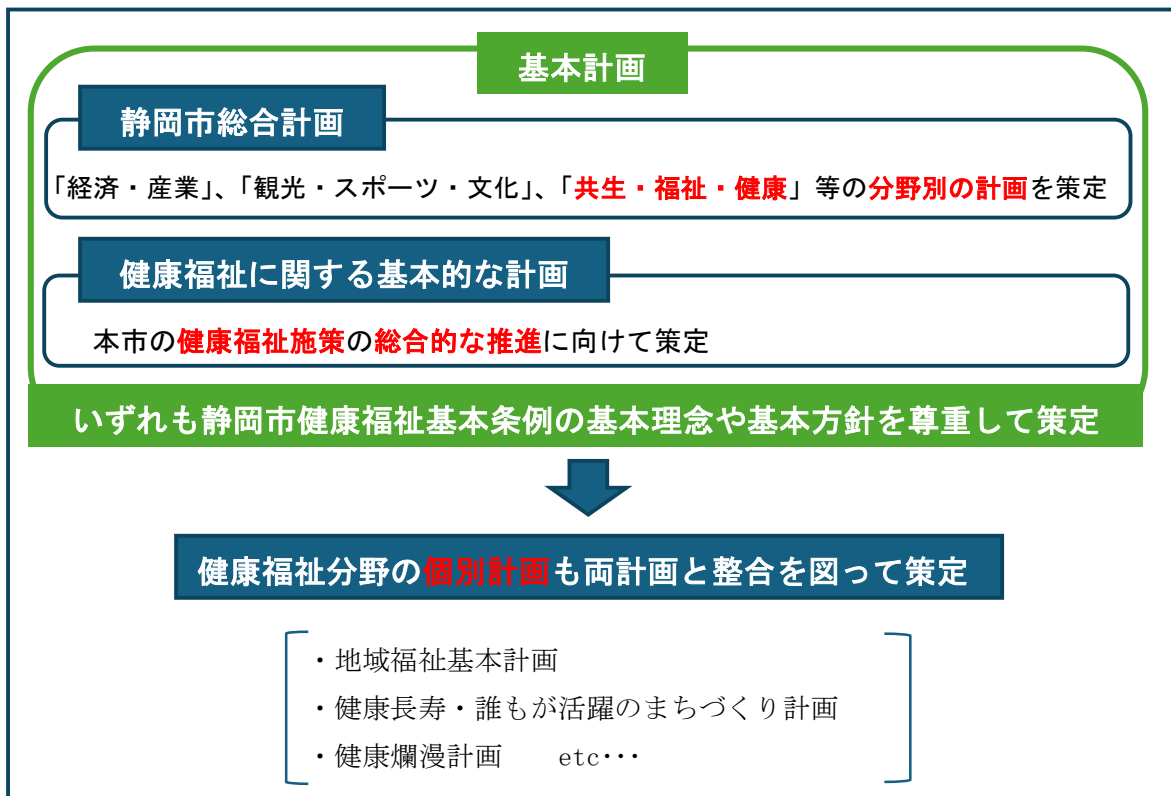 基本計画
静岡市総合計画
「経済・産業」、「観光・スポーツ・文化」、「共生・福祉・健康」等の分野別の計画を策定
健康福祉に関する基本的な計画
本市の健康福祉施策の総合的な推進に向けて策定
いずれも静岡市健康福祉基本条例の基本理念や基本方針を尊重して策定
健康福祉分野の個別計画も両計画と整合を図って策定
・地域福祉基本計画
・健康長寿・誰もが活躍のまちづくり計画
・健康爛漫計画　　etc･･･